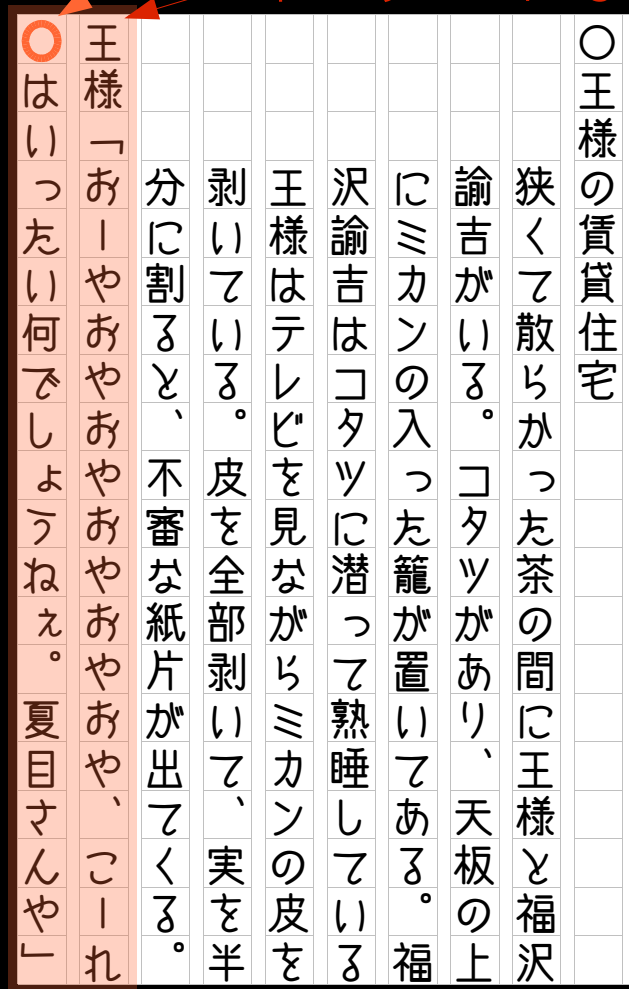 ○王様の賃貸住宅
狭くて散らかった茶の間に王様と福沢
諭吉がいる。コタツがあり、天板の上
にミカンの入った籠が置いてある。福
沢諭吉はコタツに潜って熟睡している
王様はテレビを見ながらミカンの皮を
剥いている。皮を全部剥いて、実を半
分に割ると、不審な紙片が出てくる。
王様「おーやおやおやおやおやおや、こーれ
○はいったい何でしょうねぇ。夏目さんや」